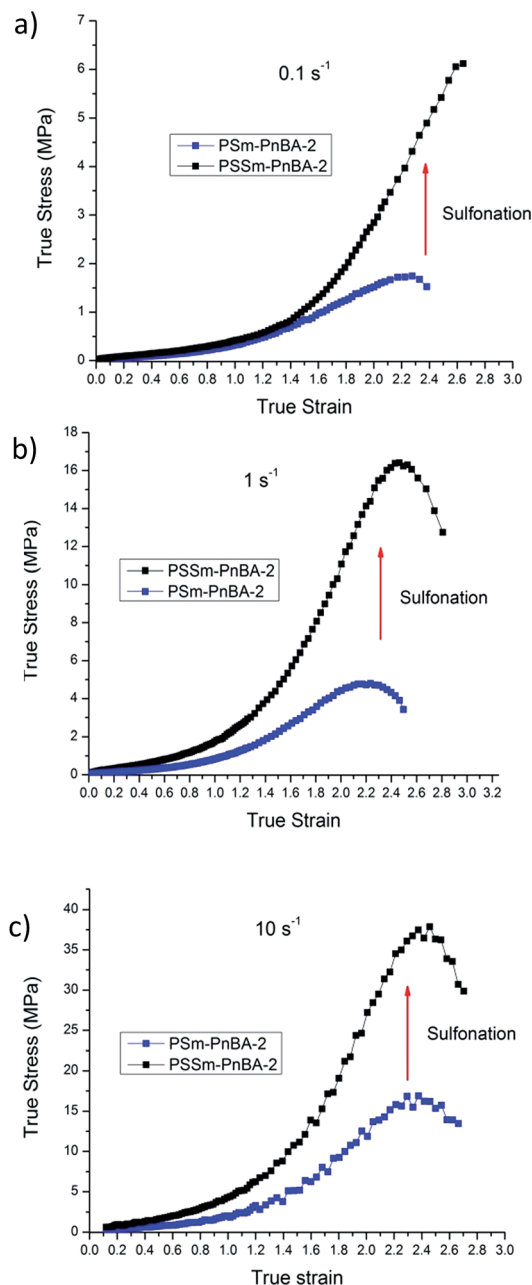 a)
7
6
5
4
3
2
1
0
True Stress (MPa)
0.1 s⁻¹
PSm-PnBA-2
PSSm-PnBA-2
Sulfonation
0.0 0.2 0.4 0.6 0.8 1.0 1.2 1.4 1.6 1.8 2.0 2.2 2.4 2.6 2.8 3.0
True Strain
b)
18
16
14
12
10
8
6
4
2
0
True Stress (MPa)
1 s⁻¹
PSSm-PnBA-2
PSm-PnBA-2
Sulfonation
0.0 0.2 0.4 0.6 0.8 1.0 1.2 1.4 1.6 1.8 2.0 2.2 2.4 2.6 2.8 3.0 3.2
True Strain
c)
40
35
30
25
20
15
10
5
0
True Stress (MPa)
10 s⁻¹
PSm-PnBA-2
PSSm-PnBA-2
Sulfonation
0.0 0.2 0.4 0.6 0.8 1.0 1.2 1.4 1.6 1.8 2.0 2.2 2.4 2.6 2.8 3.0
True strain